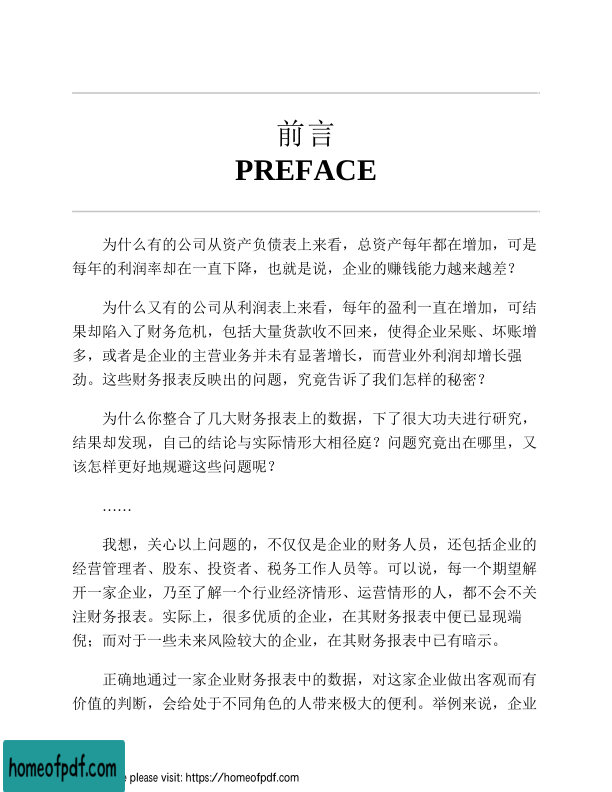 前言
PREFACE
为什么有的公司从资产负债表上来看，总资产每年都在增加，可是
每年的利润率却在一直下降，也就是说，企业的赚钱能力越来越差？
为什么又有的公司从利润表上来看，每年的盈利一直在增加，可结
果却陷入了财务危机，包括大量货款收不回来，使得企业呆账、坏账增
多，或者是企业的主营业务并未有显著增长，而营业外利润却增长强
劲。这些财务报表反映出的问题，究竟告诉了我们怎样的秘密？
为什么你整合了几大财务报表上的数据，下了很大功夫进行研究，
结果却发现，自己的结论与实际情形大相径庭？问题究竟出在哪里，又
该怎样更好地规避这些问题呢？
……
我想，关心以上问题的，不仅仅是企业的财务人员，还包括企业的
经营管理者、股东、投资者、税务工作人员等。可以说，每一个期望解
开一家企业，乃至了解一个行业经济情形、运营情形的人，都不会不关
注财务报表。实际上，很多优质的企业，在其财务报表中便已显现端
倪；而对于一些未来风险较大的企业，在其财务报表中已有暗示。
正确地通过一家企业财务报表中的数据，对这家企业做出客观而有
价值的判断，会给处于不同角色的人带来极大的便利。举例来说，企业
homeofpdf.com
e please visit: https://homeofpdf.com